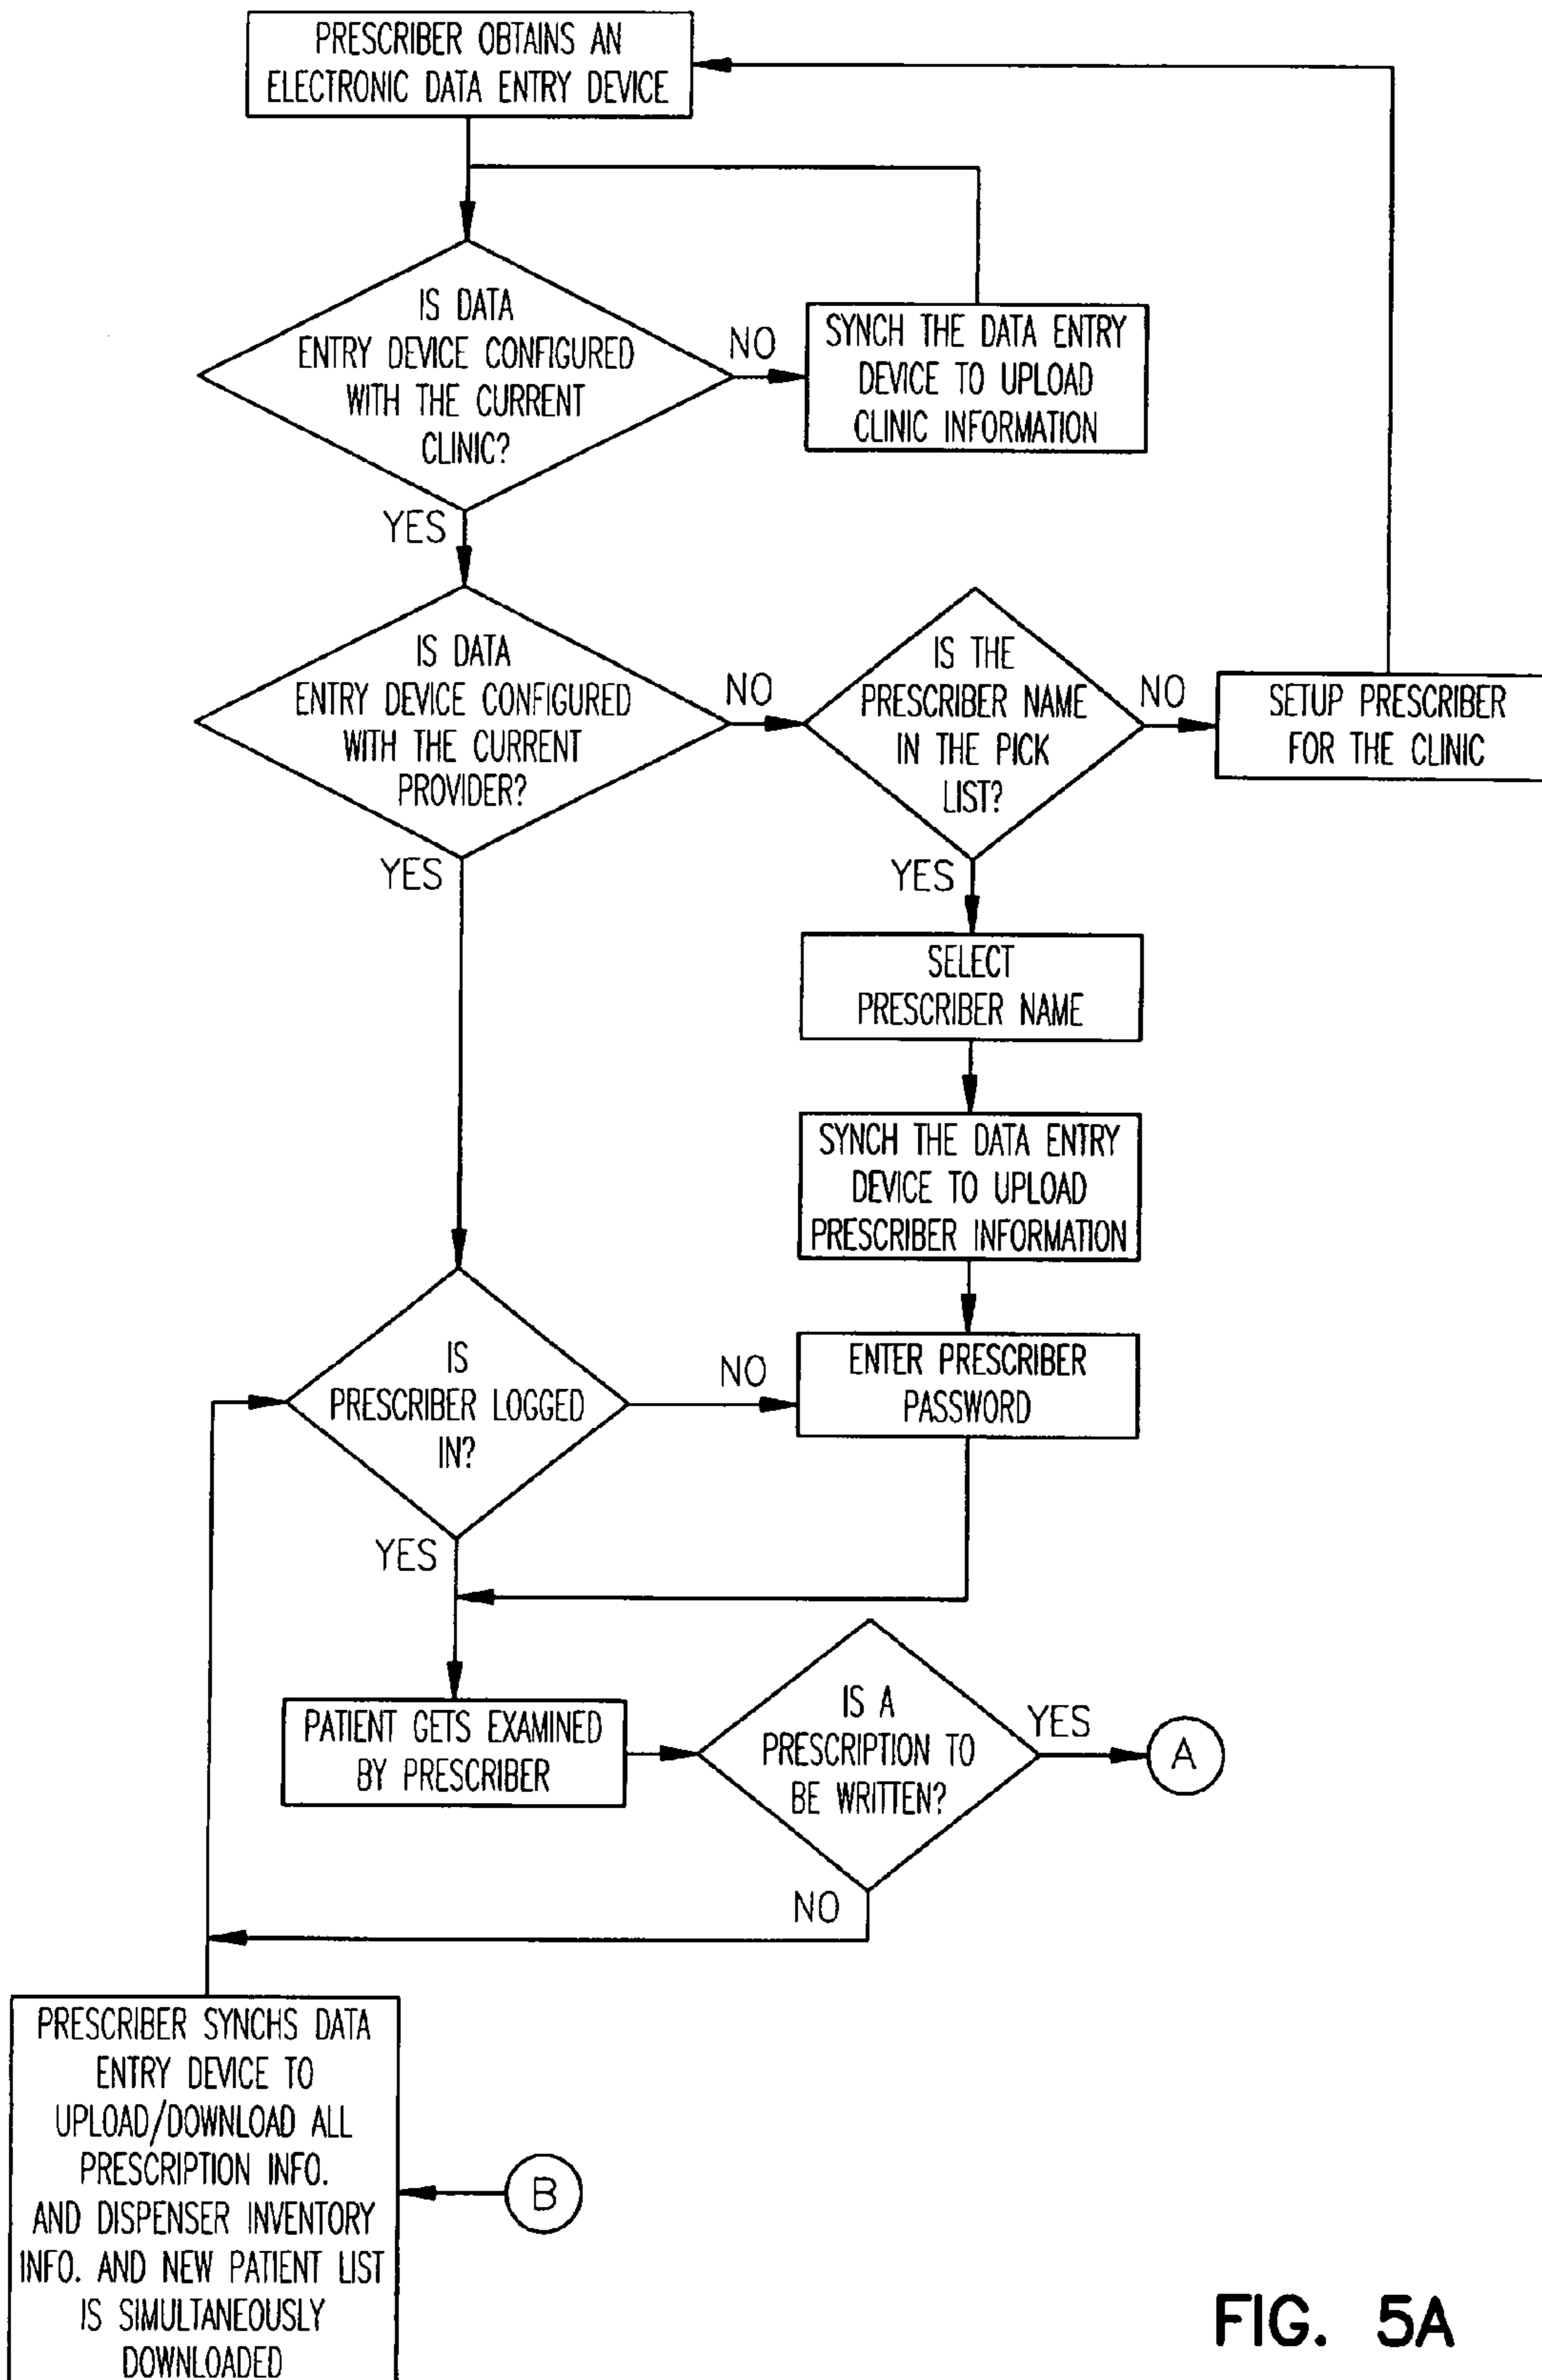 PRESCRIBER OBTAINS AN
ELECTRONIC DATA ENTRY DEVICE
IS DATA
ENTRY DEVICE CONFIGURED
WITH THE CURRENT
CLINIC?
NO
SYNCH THE DATA ENTRY
DEVICE TO UPLOAD
CLINIC INFORMATION
YES
IS DATA
ENTRY DEVICE CONFIGURED
WITH THE CURRENT
PROVIDER?
NO
IS THE
PRESCRIBER NAME
IN THE PICK
LIST?
NO
SETUP PRESCRIBER
FOR THE CLINIC
YES
YES
SELECT
PRESCRIBER NAME
SYNCH THE DATA ENTRY
DEVICE TO UPLOAD
PRESCRIBER INFORMATION
IS
PRESCRIBER LOGGED
IN?
NO
ENTER PRESCRIBER
PASSWORD
YES
PATIENT GETS EXAMINED
BY PRESCRIBER
IS A
PRESCRIPTION TO
BE WRITTEN?
YES
A
NO
PRESCRIBER SYNCHS DATA
ENTRY DEVICE TO
UPLOAD/DOWNLOAD ALL
PRESCRIPTION INFO.
AND DISPENSER INVENTORY
INFO. AND NEW PATIENT LIST
IS SIMULTANEOUSLY
DOWNLOADED
B
FIG. 5A